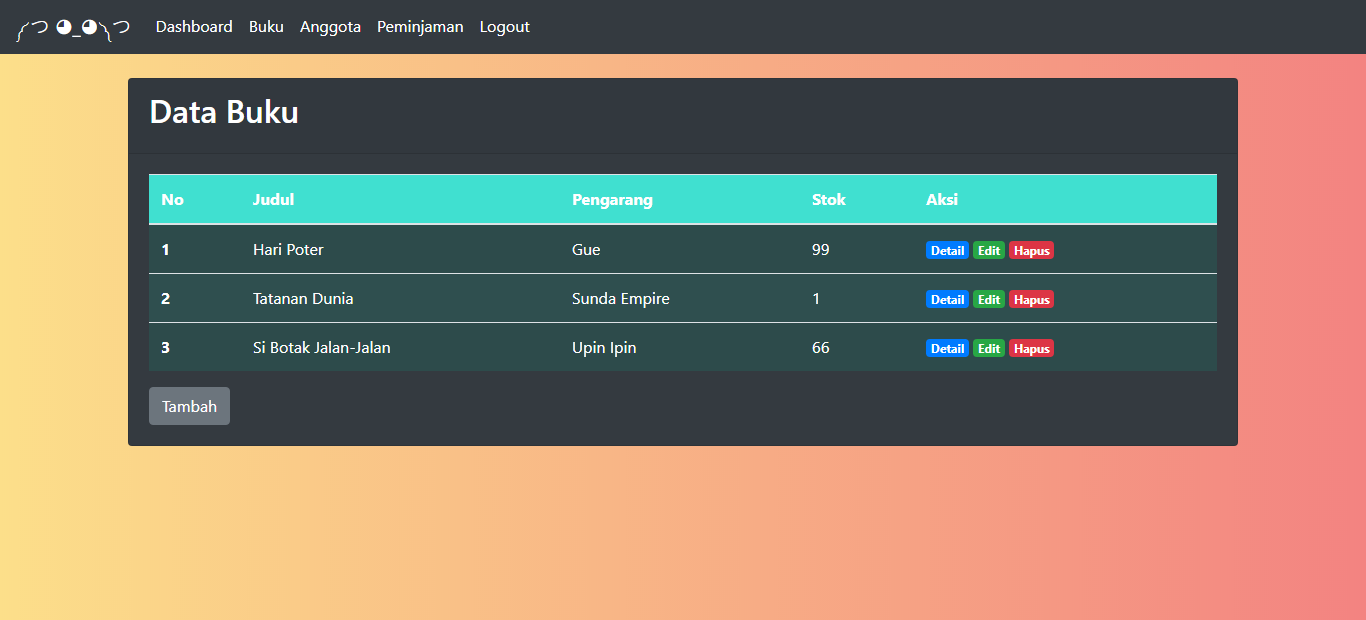 ༼つ ◕_◕༽つ Dashboard Buku Anggota Peminjaman Logout
Data Buku
No Judul Pengarang Stok Aksi
1 Hari Poter Gue 99 Detail Edit Hapus
2 Tatanan Dunia Sunda Empire 1 Detail Edit Hapus
3 Si Botak Jalan-Jalan Upin Ipin 66 Detail Edit Hapus
Tambah